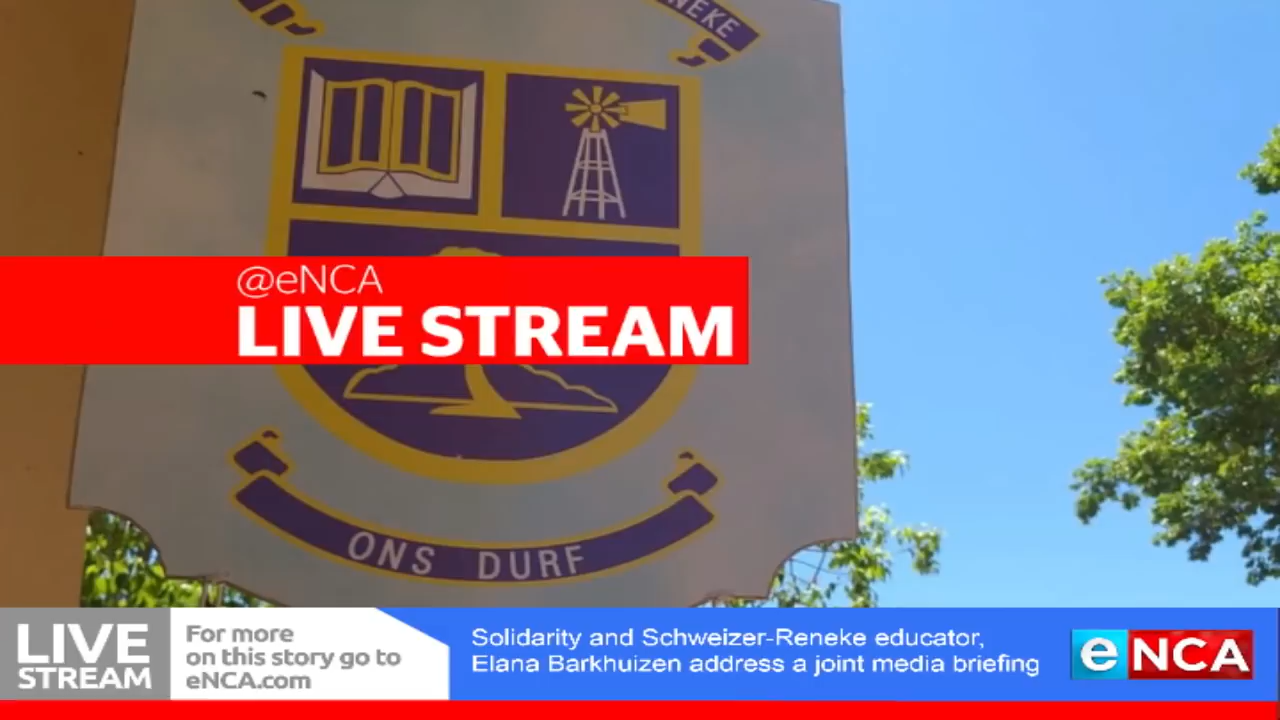 NEKE
@eNCA
LIVE STREAM
ONS DURF
LIVE
STREAM
For more
on this story go to
eNCA.com
Solidarity and Schweizer-Reneke educator,
Elana Barkhuizen address a joint media briefing
eNCA